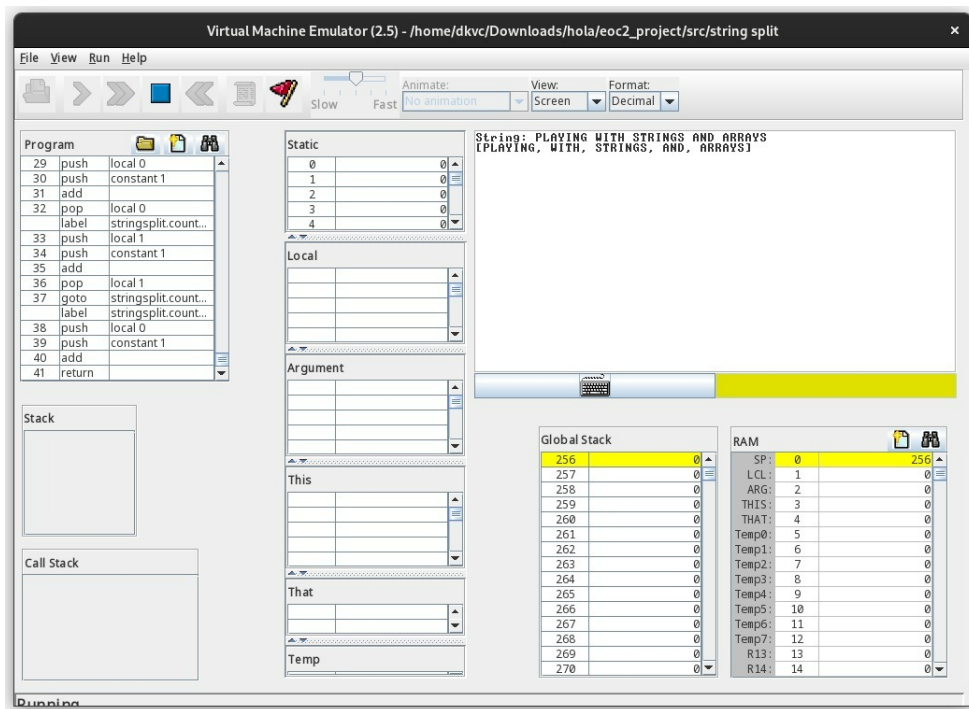 Virtual Machine Emulator (2.5) - /home/dkvc/Downloads/hola/eoc2_project/src/string split
×
File View Run Help
Slow Fast
Animate:
No animation
View:
Screen
Format:
Decimal
Program
29 push local 0
30 push constant 1
31 add
32 pop local 0
label stringsplit.count...
33 push local 1
34 push constant 1
35 add
36 pop local 1
37 goto stringsplit.count...
label stringsplit.count...
38 push local 0
39 push constant 1
40 add
41 return
Static
0 0
1 0
2 0
3 0
4 0
Local
Argument
This
That
Temp
String: PLAYING WITH STRINGS AND ARRAYS
[PLAYING, WITH, STRINGS, AND, ARRAYS]
Stack
Call Stack
Global Stack
256 0
257 0
258 0
259 0
260 0
261 0
262 0
263 0
264 0
265 0
266 0
267 0
268 0
269 0
270 0
RAM
SP: 0 256
LCL: 1 0
ARG: 2 0
THIS: 3 0
THAT: 4 0
Temp0: 5 0
Temp1: 6 0
Temp2: 7 0
Temp3: 8 0
Temp4: 9 0
Temp5: 10 0
Temp6: 11 0
Temp7: 12 0
R13: 13 0
R14: 14 0
Running